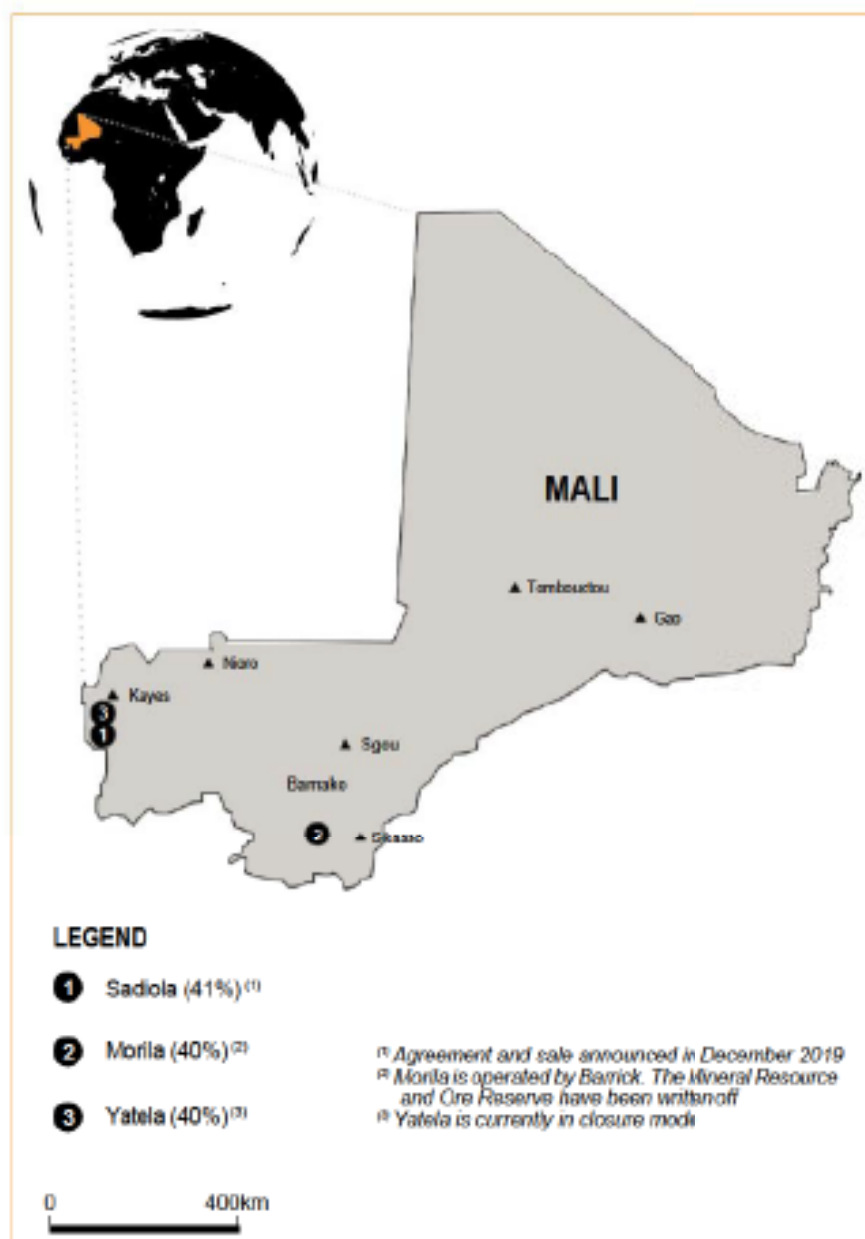 MALI
Tombouctou
Gao
Nioro
Kayes
3
1
Sgou
Bamako
2
Sikasso
LEGEND
1 Sadiola (41%) (1)
2 Morila (40%) (2)
3 Yatela (40%) (3)
(1) Agreement and sale announced in December 2019
(2) Morila is operated by Barrick. The Mineral Resource
and Ore Reserve have been written off
(3) Yatela is currently in closure mode
0 400km